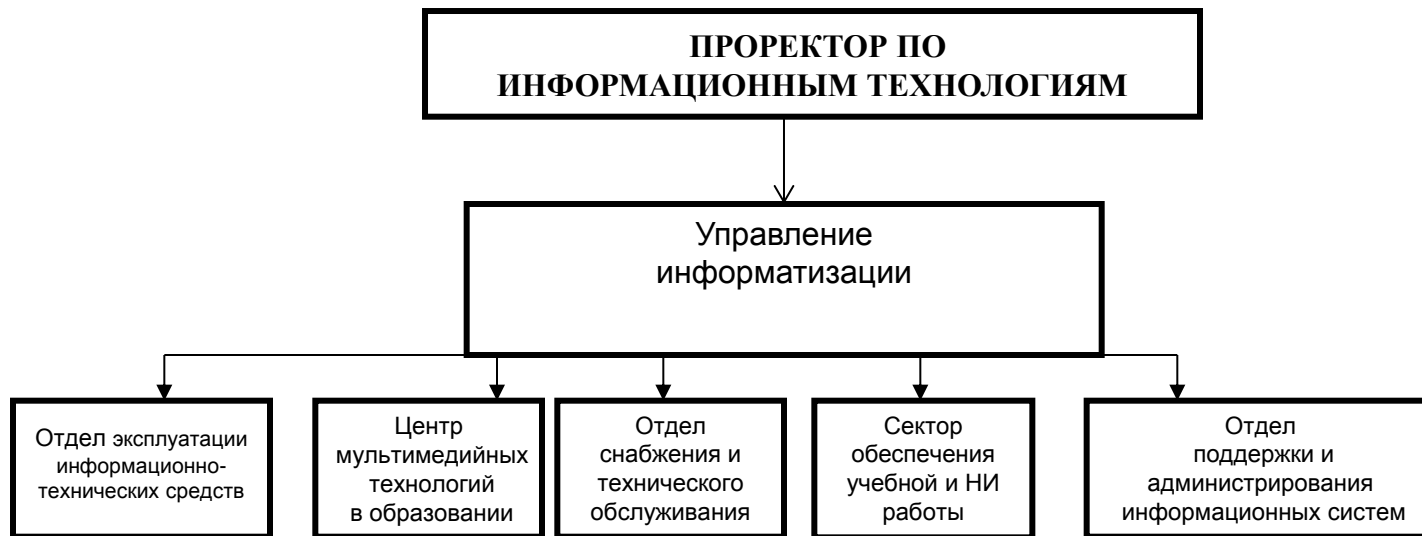 ПРОРЕКТОР ПО
ИНФОРМАЦИОННЫМ ТЕХНОЛОГИЯМ
Управление
информатизации
Отдел эксплуатации
информационно-
технических средств
Центр
мультимедийных
технологий
в образовании
Отдел
снабжения и
технического
обслуживания
Сектор
обеспечения
учебной и НИ
работы
Отдел
поддержки и
администрирования
информационных систем